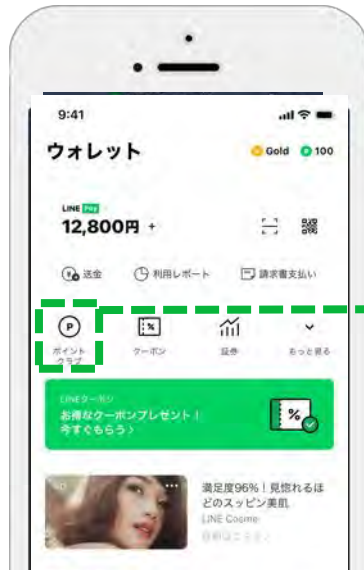 9:41
ウォレット
Gold
P 100
LINE Pay
12,800円 +
送金
利用レポート
請求書支払い
P
ポイント
クラブ
クーポン
証券
もっと見る
LINEクーポン
お得なクーポンプレゼント!
今すぐもらう>
%
満足度96%!見惚れるほ
どのスッピン美肌
LINE Cosme